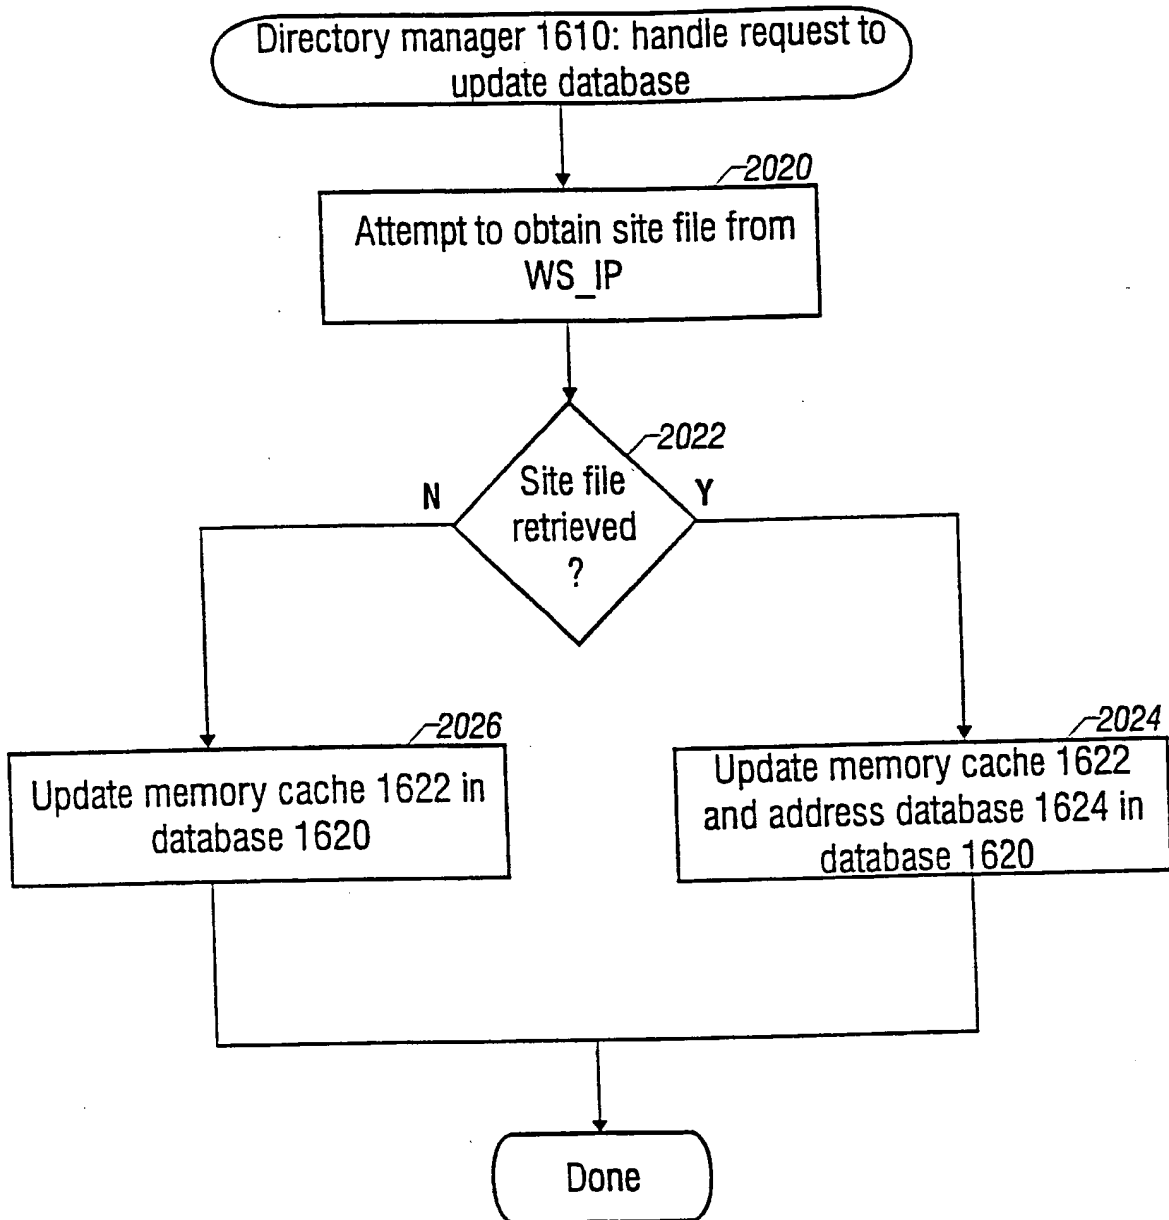 Directory manager 1610: handle request to
update database
2020
Attempt to obtain site file from
WS_IP
2022
Site file
retrieved
?
N
Y
2026
Update memory cache 1622 in
database 1620
2024
Update memory cache 1622
and address database 1624 in
database 1620
Done